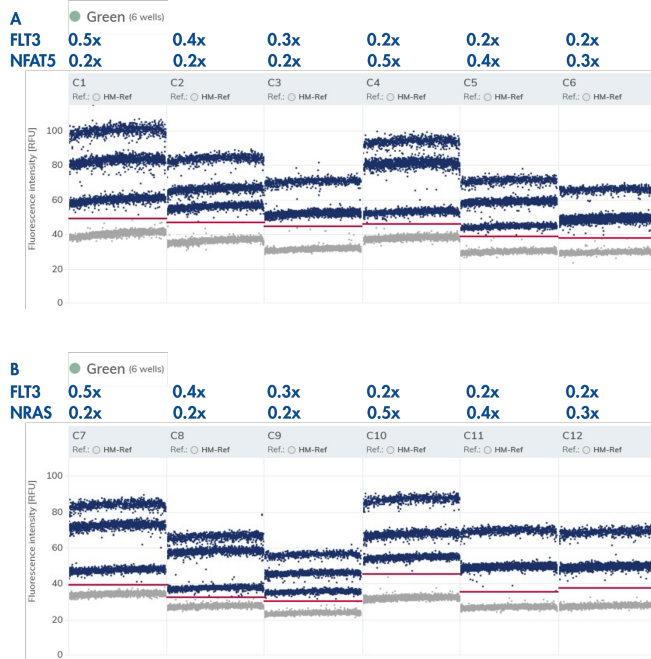 A
Green (6 wells)
FLT3 0.5x 0.4x 0.3x 0.2x 0.2x 0.2x
NFAT5 0.2x 0.2x 0.2x 0.5x 0.4x 0.3x
C1 C2 C3 C4 C5 C6
Ref.: HM-Ref Ref.: HM-Ref Ref.: HM-Ref Ref.: HM-Ref Ref.: HM-Ref Ref.: HM-Ref
Fluorescence intensity [RFU]
100
80
60
40
20
0
B
Green (6 wells)
FLT3 0.5x 0.4x 0.3x 0.2x 0.2x 0.2x
NRAS 0.2x 0.2x 0.2x 0.5x 0.4x 0.3x
C7 C8 C9 C10 C11 C12
Ref.: HM-Ref Ref.: HM-Ref Ref.: HM-Ref Ref.: HM-Ref Ref.: HM-Ref Ref.: HM-Ref
Fluorescence intensity [RFU]
100
80
60
40
20
0